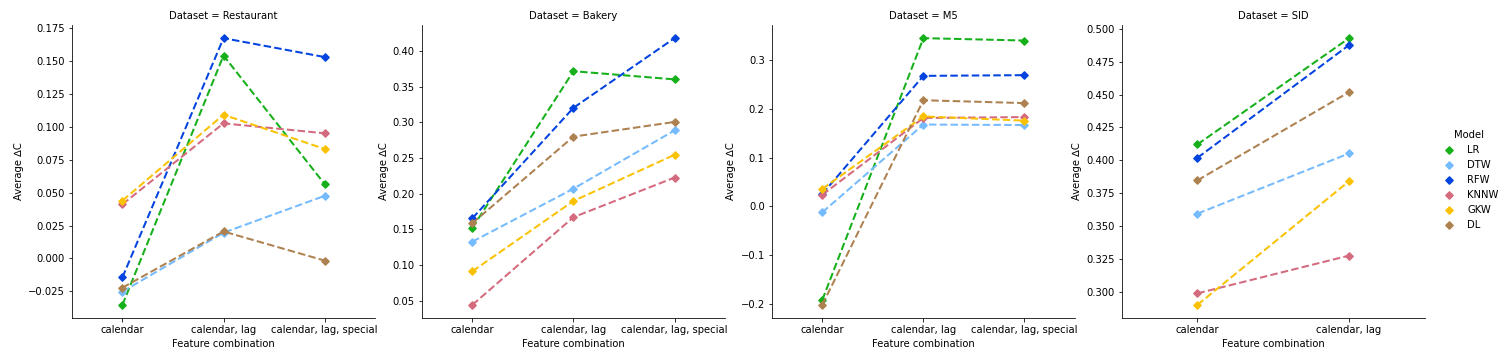 Dataset = Restaurant
0.175
0.150
0.125
0.100
0.075
0.050
0.025
0.000
−0.025
Average ΔC
calendar
calendar, lag
calendar, lag, special
Feature combination
Dataset = Bakery
0.40
0.35
0.30
0.25
0.20
0.15
0.10
0.05
Average ΔC
calendar
calendar, lag
calendar, lag, special
Feature combination
Dataset = M5
0.3
0.2
0.1
0.0
−0.1
−0.2
Average ΔC
calendar
calendar, lag
calendar, lag, special
Feature combination
Dataset = SID
0.500
0.475
0.450
0.425
0.400
0.375
0.350
0.325
0.300
Average ΔC
calendar
calendar, lag
Feature combination
Model
LR
DTW
RFW
KNNW
GKW
DL